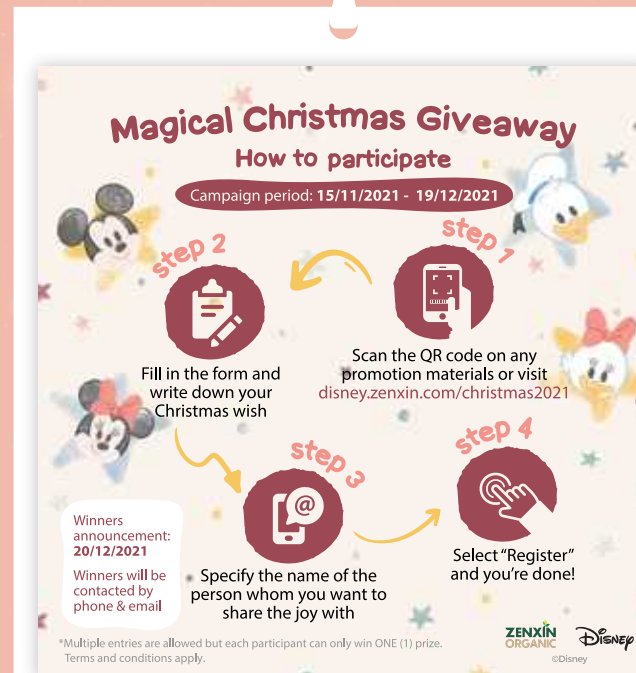 Magical Christmas Giveaway
How to participate
Campaign period: 15/11/2021 - 19/12/2021
step 1
Scan the QR code on any
promotion materials or visit
disney.zenxin.com/christmas2021
step 2
Fill in the form and
write down your
Christmas wish
step 3
Specify the name of the
person whom you want to
share the joy with
step 4
Select “Register”
and you’re done!
Winners
announcement:
20/12/2021
Winners will be
contacted by
phone & email
*Multiple entries are allowed but each participant can only win ONE (1) prize.
Terms and conditions apply.
ZENXIN
ORGANIC
Disney
©Disney